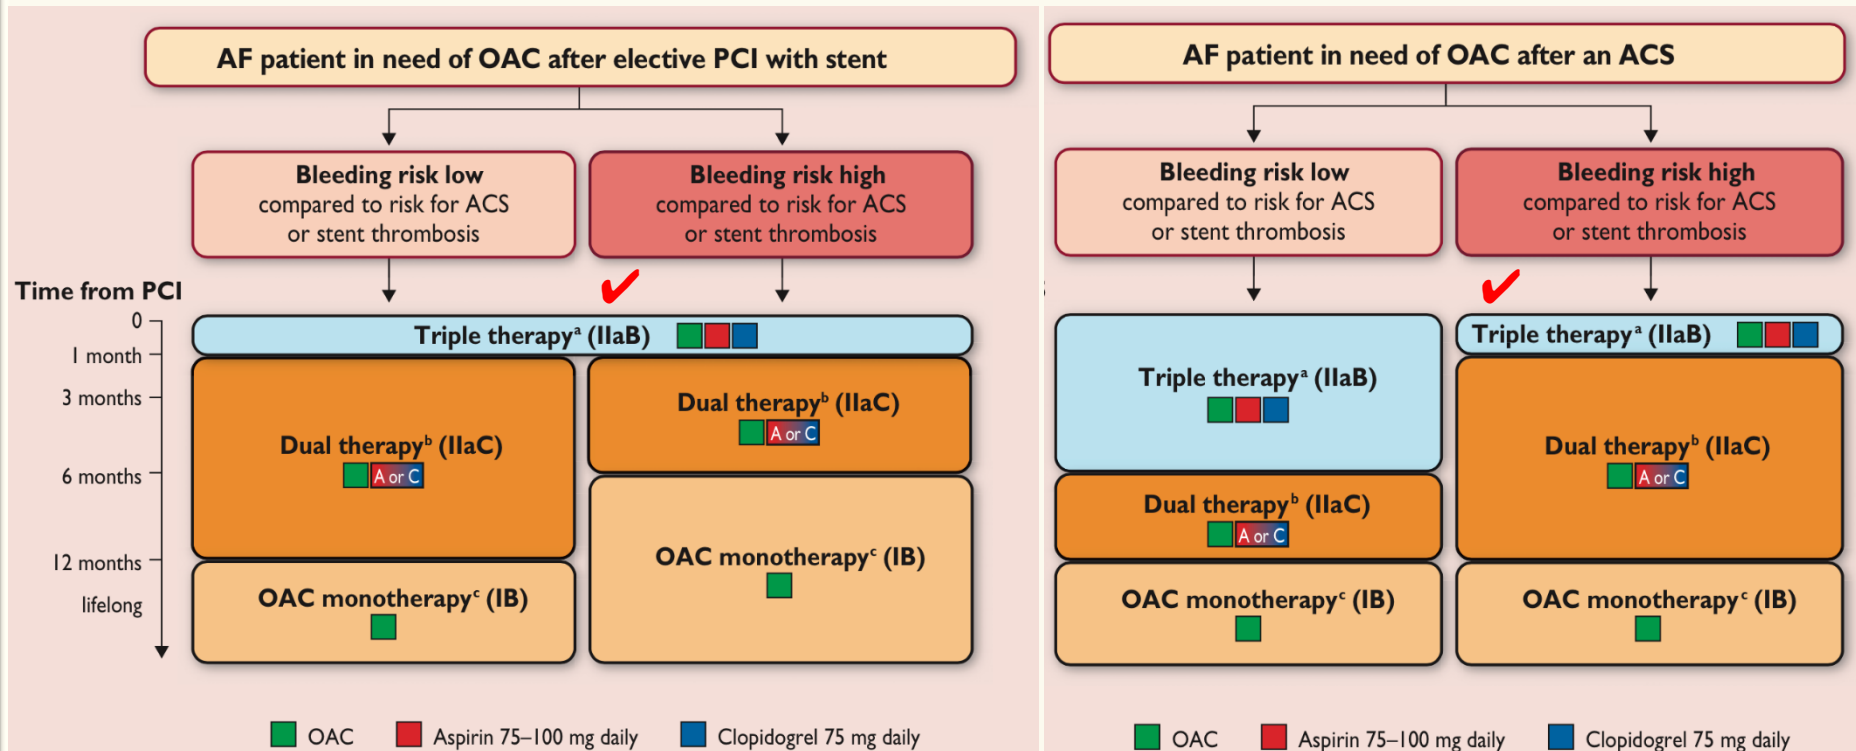 AF patient in need of OAC after elective PCI with stent
Bleeding risk low
compared to risk for ACS
or stent thrombosis
Bleeding risk high
compared to risk for ACS
or stent thrombosis
Time from PCI
0
1 month
3 months
6 months
12 months
lifelong
Triple therapyᵃ (IIaB)
Dual therapyᵇ (IIaC)
A or C
OAC monotherapyᶜ (IB)
Dual therapyᵇ (IIaC)
A or C
OAC monotherapyᶜ (IB)
OAC
Aspirin 75–100 mg daily
Clopidogrel 75 mg daily
AF patient in need of OAC after an ACS
Bleeding risk low
compared to risk for ACS
or stent thrombosis
Bleeding risk high
compared to risk for ACS
or stent thrombosis
Triple therapyᵃ (IIaB)
Dual therapyᵇ (IIaC)
A or C
OAC monotherapyᶜ (IB)
Triple therapyᵃ (IIaB)
Dual therapyᵇ (IIaC)
A or C
OAC monotherapyᶜ (IB)
OAC
Aspirin 75–100 mg daily
Clopidogrel 75 mg daily